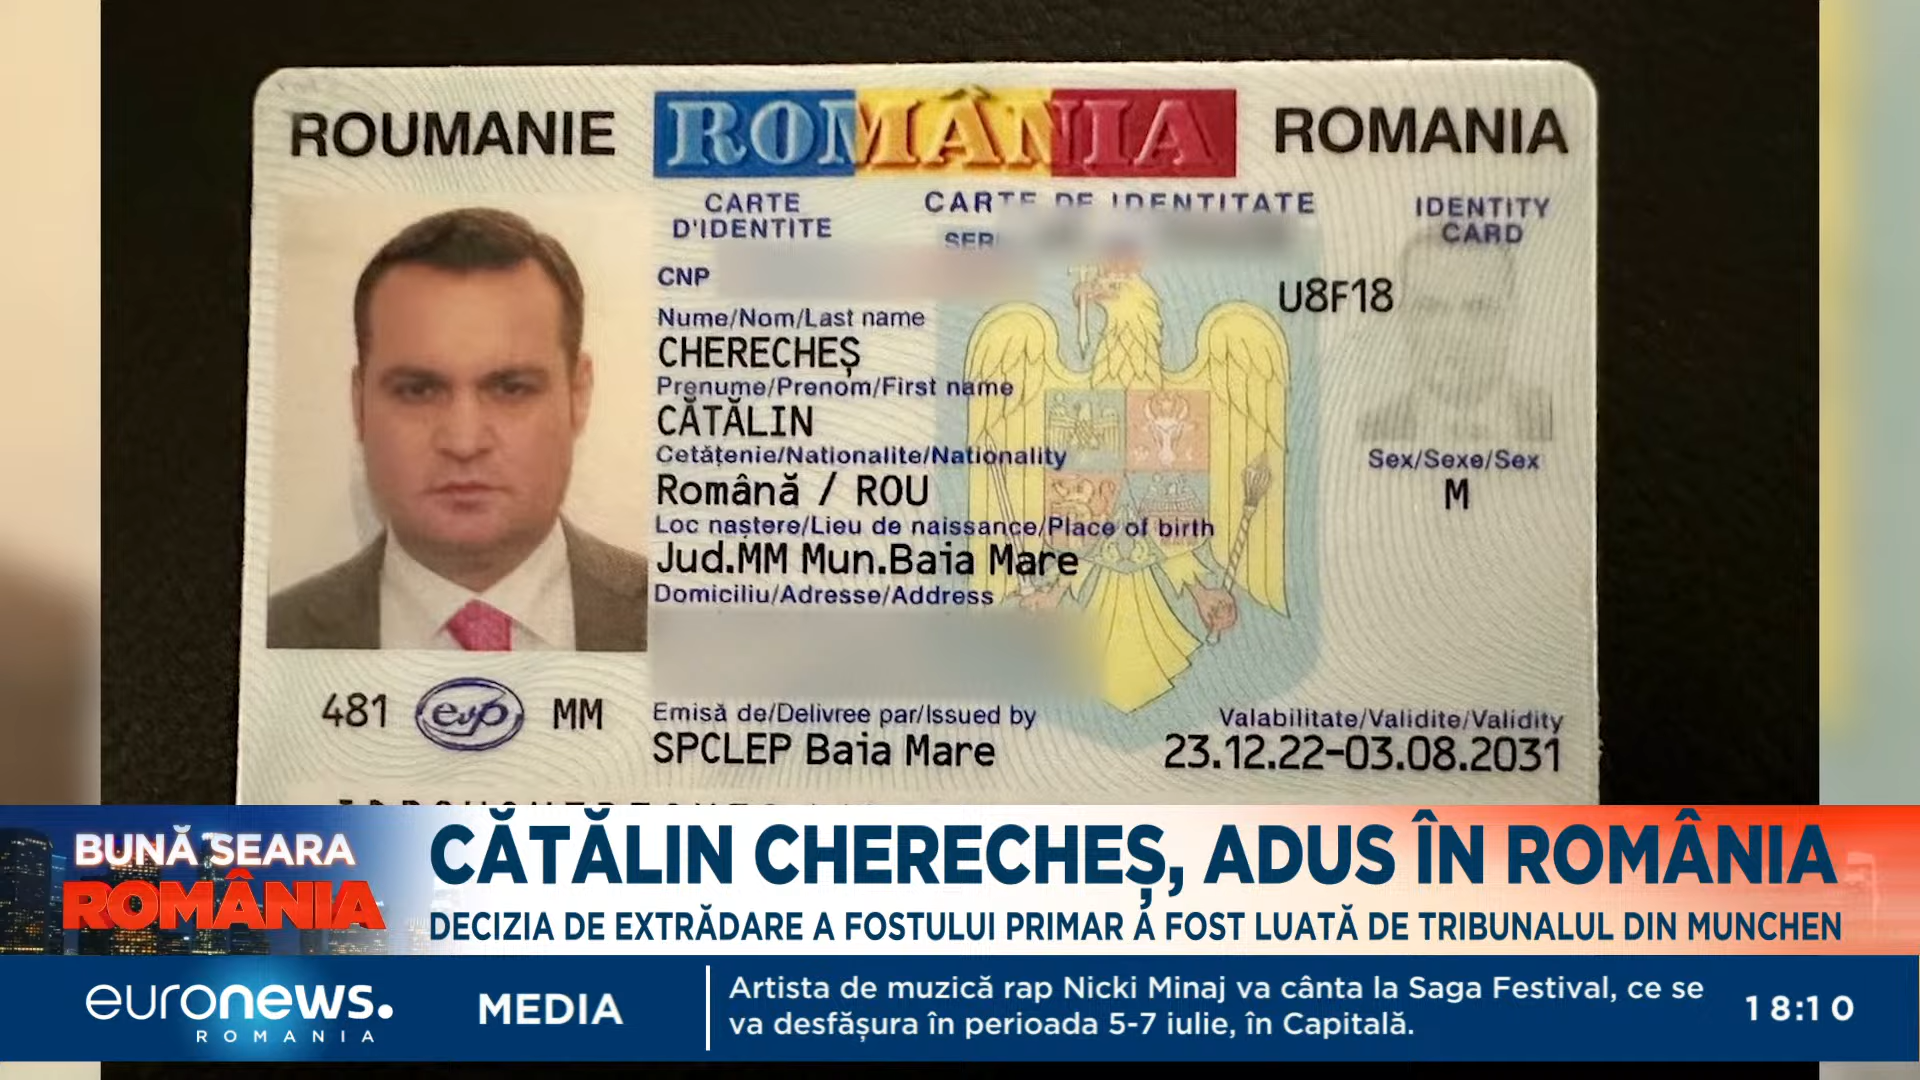 ROUMANIE
ROMÂNIA
ROMANIA
CARTE
D'IDENTITE
CARTE DE IDENTITATE
IDENTITY
CARD
SERI
CNP
U8F18
Nume/Nom/Last name
CHERECHEȘ
Prenume/Prenom/First name
CĂTĂLIN
Cetățenie/Nationalite/Nationality
Română / ROU
Sex/Sexe/Sex
M
Loc naștere/Lieu de naissance/Place of birth
Jud.MM Mun.Baia Mare
Domiciliu/Adresse/Address
481 evp MM
Emisă de/Delivree par/Issued by
SPCLEP Baia Mare
Valabilitate/Validite/Validity
23.12.22-03.08.2031
BUNĂ SEARA
ROMÂNIA
CĂTĂLIN CHERECHEȘ, ADUS ÎN ROMÂNIA
DECIZIA DE EXTRĂDARE A FOSTULUI PRIMAR A FOST LUATĂ DE TRIBUNALUL DIN MUNCHEN
euronews.
ROMANIA
MEDIA
Artista de muzică rap Nicki Minaj va cânta la Saga Festival, ce se
va desfășura în perioada 5-7 iulie, în Capitală.
18:10